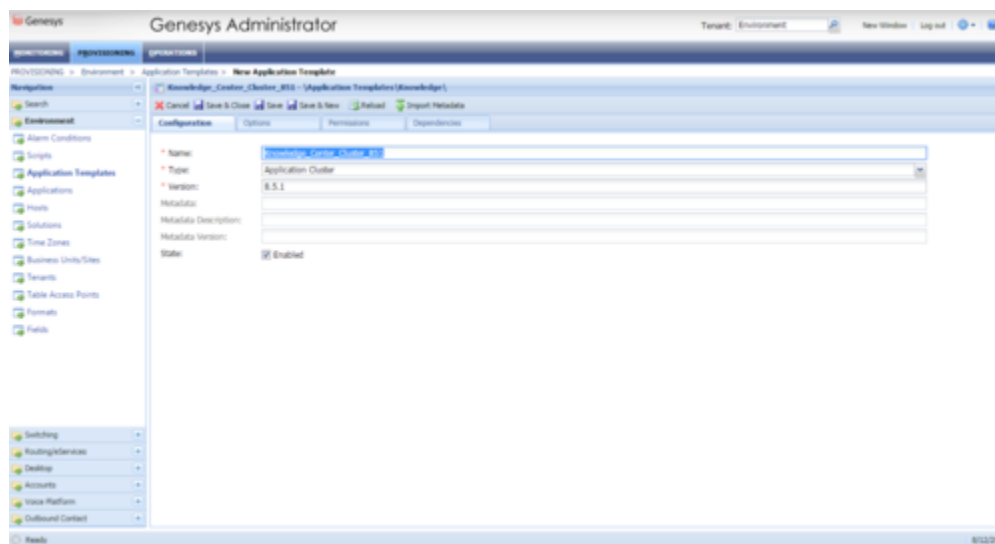 Genesys
Genesys Administrator
Tenant: Environment
New Window
Log out
MONITORING
PROVISIONING
OPERATIONS
PROVISIONING > Environment > Application Templates > New Application Template
Navigation
Knowledge_Center_Cluster_851 - \Application Templates\Knowledge\
Search
Cancel Save & Close Save Save & New Reload Import Metadata
Environment
Configuration
Options
Permissions
Dependencies
Alarm Conditions
Scripts
Application Templates
Applications
Hosts
Solutions
Time Zones
Business Units/Sites
Tenants
Table Access Points
Formats
Fields
* Name: Knowledge_Center_Cluster_851
* Type: Application Cluster
* Version: 8.5.1
Metadata:
Metadata Description:
Metadata Version:
State: Enabled
Switching
Routing/eServices
Desktop
Accounts
Voice Platform
Outbound Contact
Ready